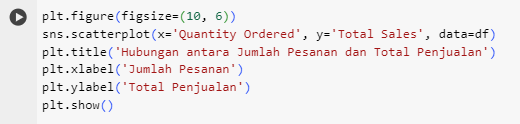 plt.figure(figsize=(10, 6))
sns.scatterplot(x='Quantity Ordered', y='Total Sales', data=df)
plt.title('Hubungan antara Jumlah Pesanan dan Total Penjualan')
plt.xlabel('Jumlah Pesanan')
plt.ylabel('Total Penjualan')
plt.show()